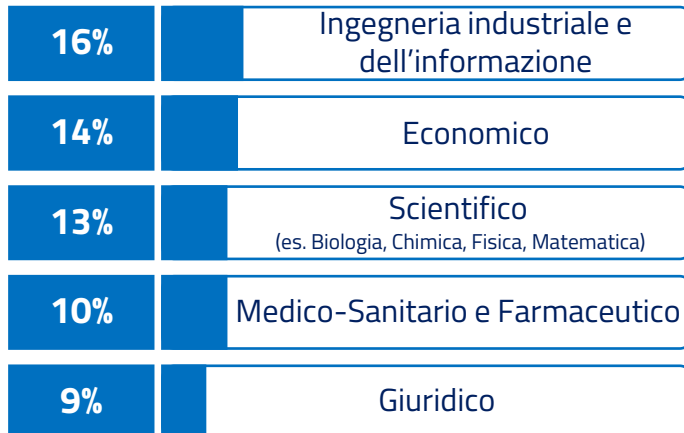 16%
Ingegneria industriale e
dell’informazione
14%
Economico
13%
Scientifico
(es. Biologia, Chimica, Fisica, Matematica)
10%
Medico-Sanitario e Farmaceutico
9%
Giuridico